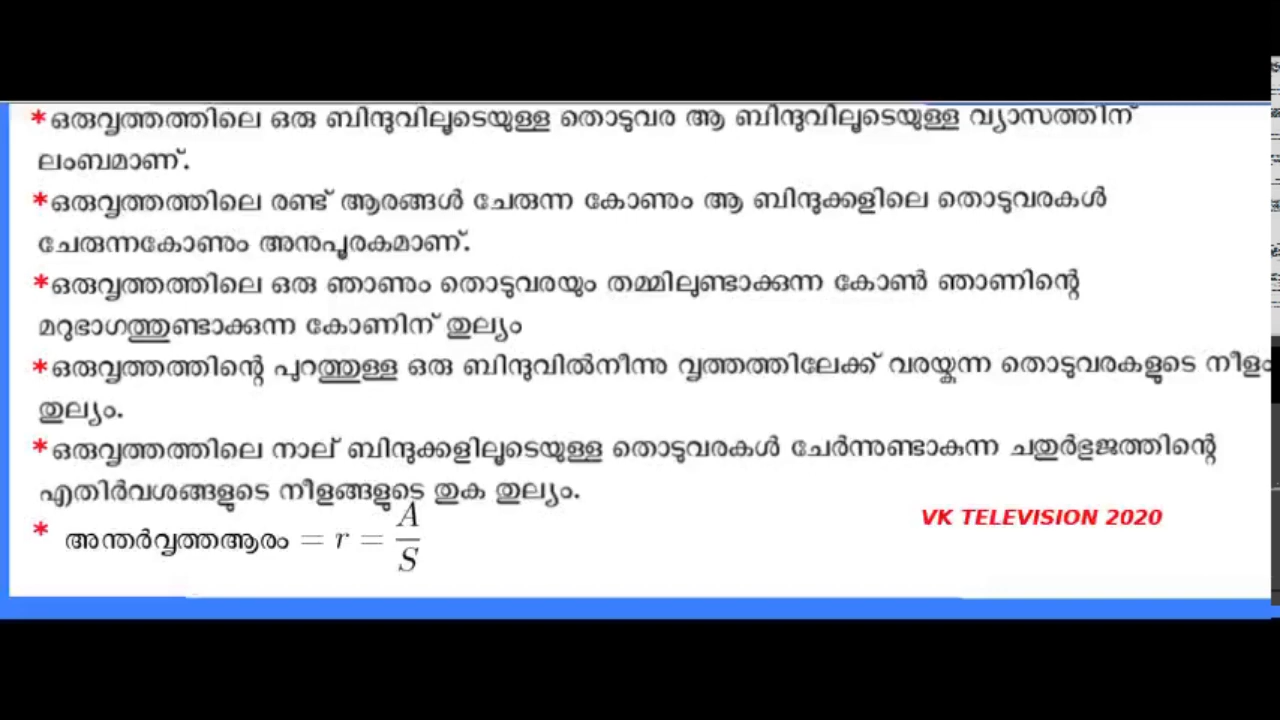 *ഒരുവൃത്തത്തിലെ ഒരു ബിന്ദുവിലൂടെയുള്ള തൊടുവര ആ ബിന്ദുവിലൂടെയുള്ള വ്യാസത്തിന്
ലംബമാണ്.
*ഒരുവൃത്തത്തിലെ രണ്ട് ആരങ്ങൾ ചേരുന്ന കോണും ആ ബിന്ദുക്കളിലെ തൊടുവരകൾ
ചേരുന്നകോണും അനുപൂരകമാണ്.
*ഒരുവൃത്തത്തിലെ ഒരു ഞാണും തൊടുവരയും തമ്മിലുണ്ടാക്കുന്ന കോൺ ഞാണിന്റെ
മറുഭാഗത്തുണ്ടാക്കുന്ന കോണിന് തുല്യം
*ഒരുവൃത്തത്തിന്റെ പുറത്തുള്ള ഒരു ബിന്ദുവിൽനീന്നു വൃത്തത്തിലേക്ക് വരയ്കുന്ന തൊടുവരകളുടെ നീളം
തുല്യം.
*ഒരുവൃത്തത്തിലെ നാല് ബിന്ദുക്കളിലൂടെയുള്ള തൊടുവരകൾ ചേർന്നുണ്ടാകുന്ന ചതുർഭുജത്തിന്റെ
എതിർവശങ്ങളുടെ നീളങ്ങളുടെ തുക തുല്യം.
* അന്തർവൃത്തആരം = r = A/S
VK TELEVISION 2020